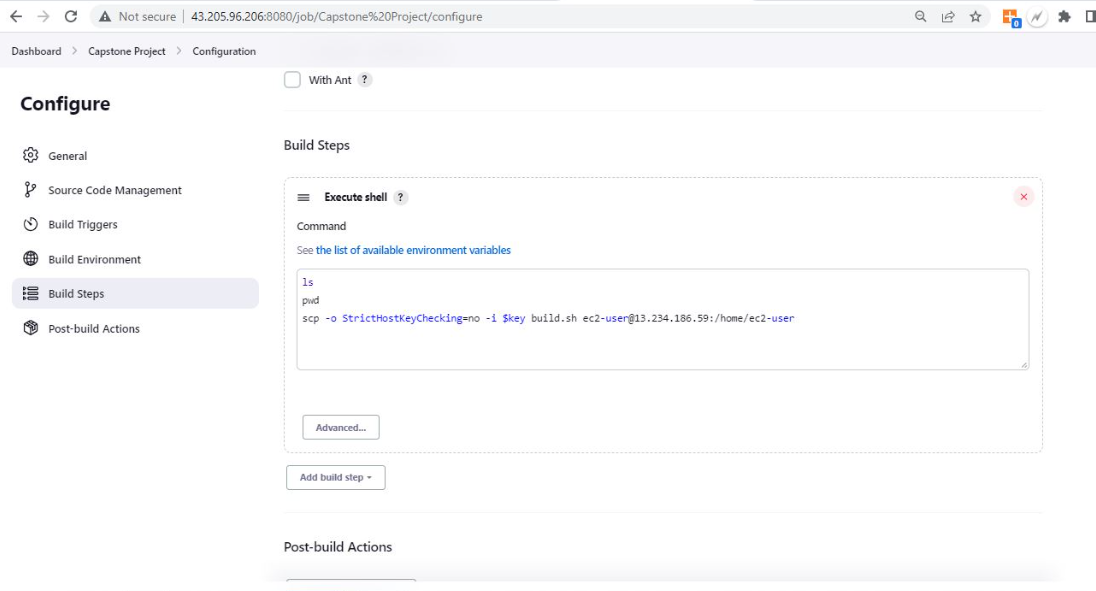 Not secure | 43.205.96.206:8080/job/Capstone%20Project/configure
0
Dashboard > Capstone Project > Configuration
With Ant ?
Configure
General
Source Code Management
Build Triggers
Build Environment
Build Steps
Post-build Actions
Build Steps
Execute shell ?
Command
See the list of available environment variables
ls
pwd
scp -o StrictHostKeyChecking=no -i $key build.sh ec2-user@13.234.186.59:/home/ec2-user
Advanced...
Add build step
Post-build Actions